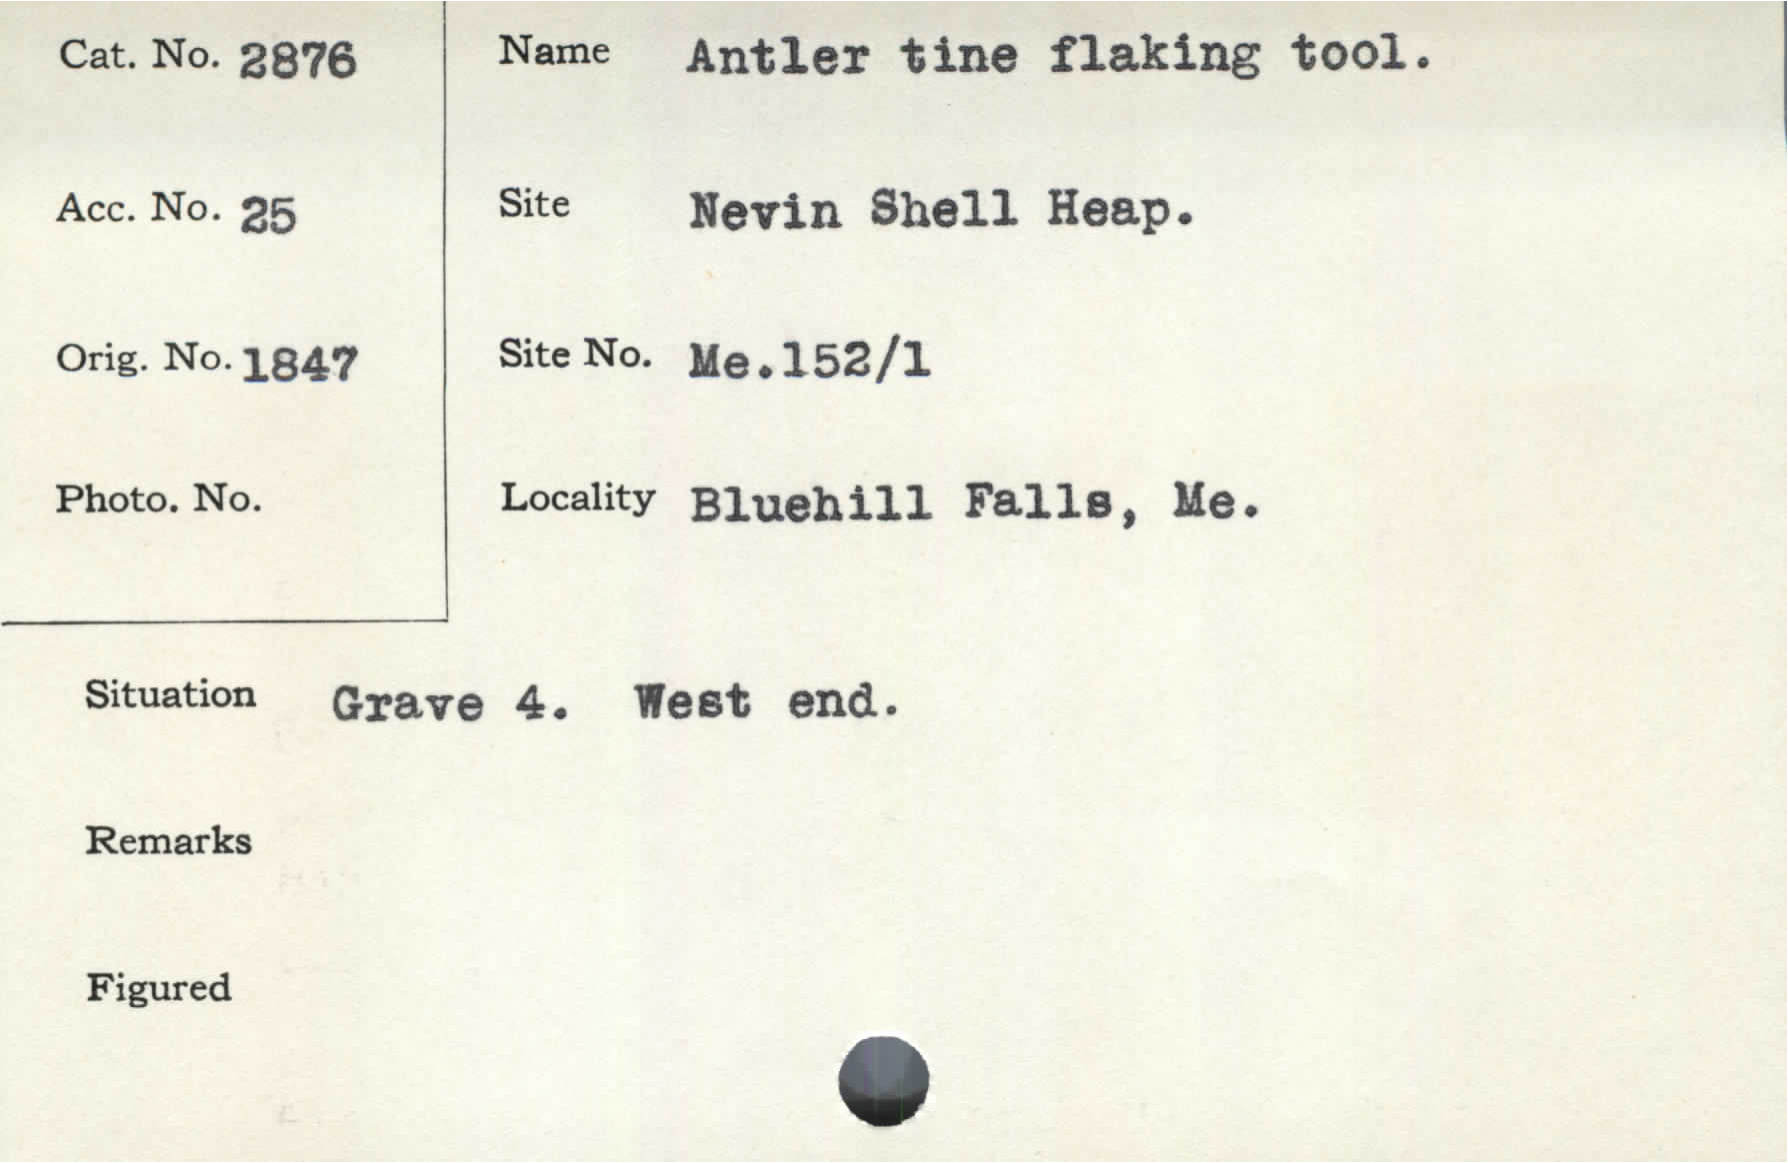 Cat. No. 2876
Name Antler tine flaking tool.
Acc. No. 25
Site Nevin Shell Heap.
Orig. No. 1847
Site No. Me.152/1
Photo. No.
Locality Bluehill Falls, Me.
Situation Grave 4. West end.
Remarks
Figured